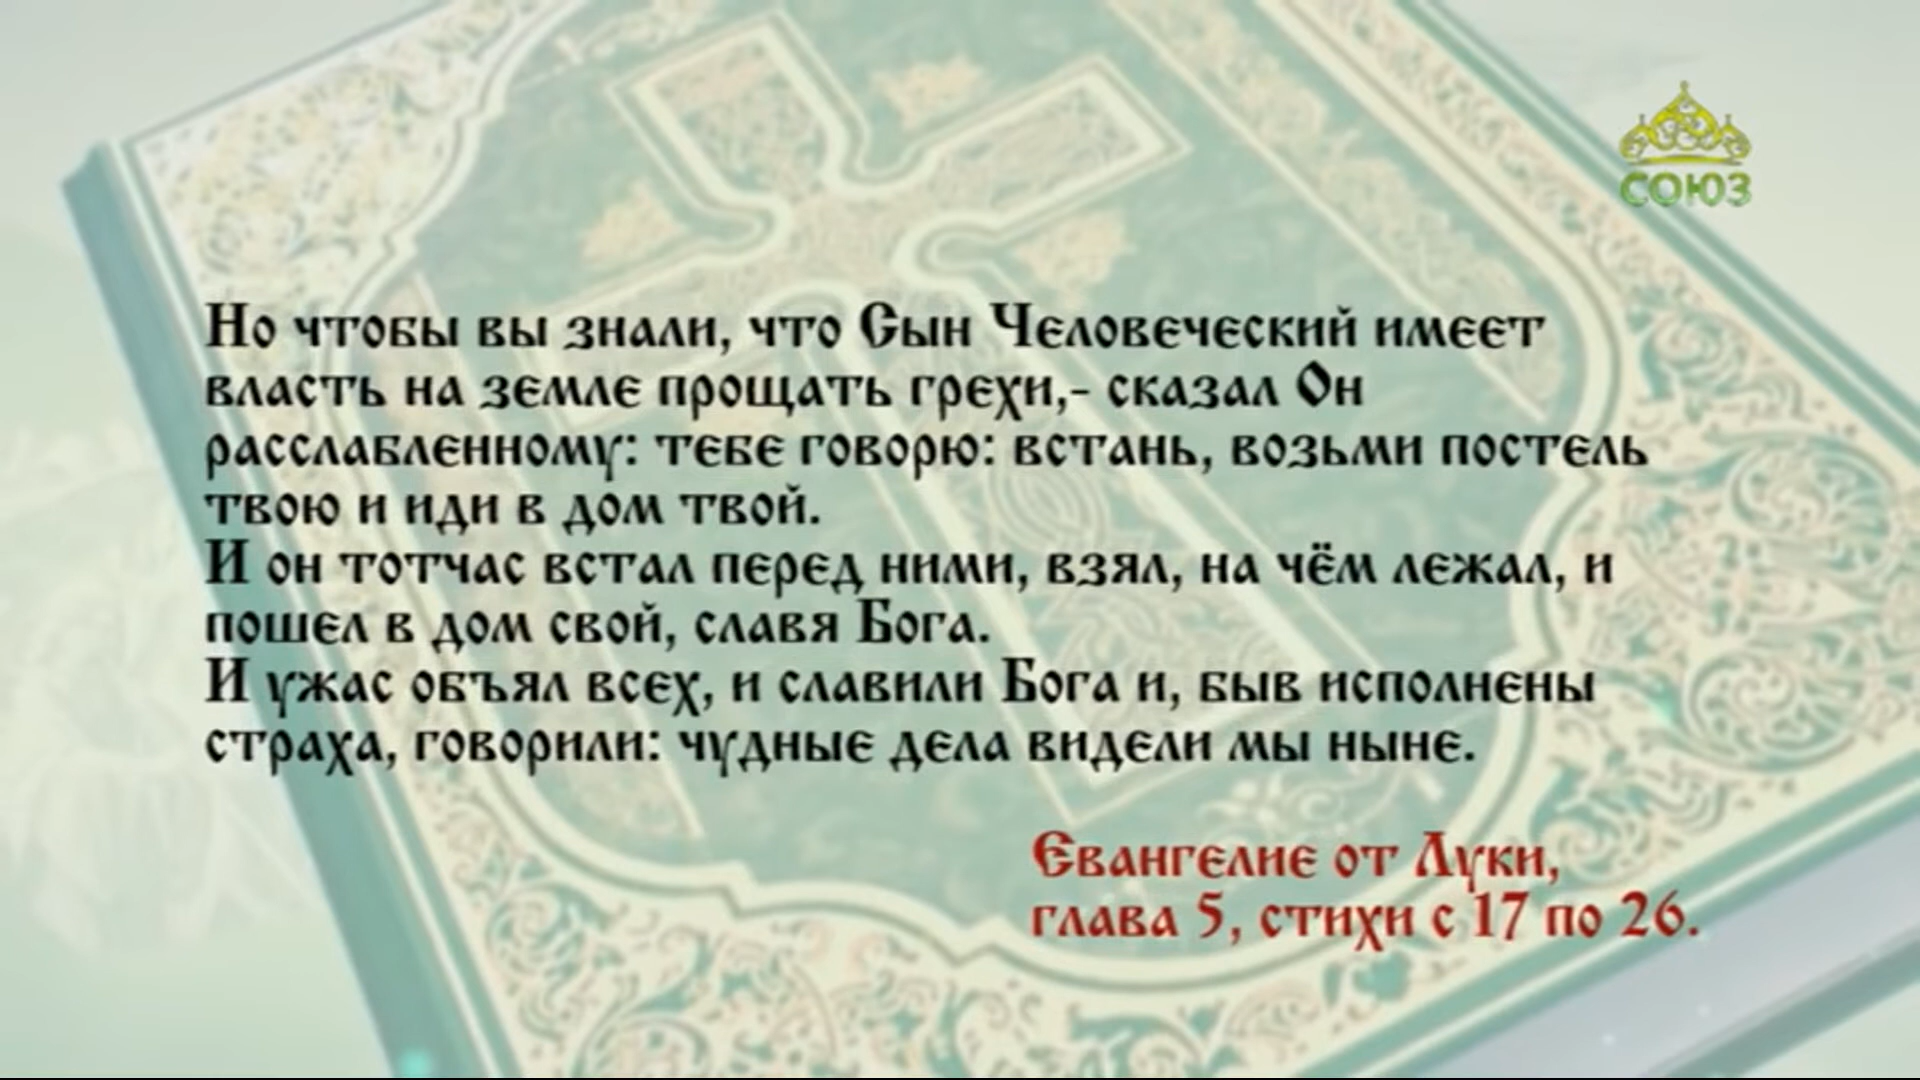 СОЮЗ
Но чтобы вы знали, что Сын Человеческий имеет
власть на земле прощать грехи,- сказал Он
расслабленному: тебе говорю: встань, возьми постель
твою и иди в дом твой.
И он тотчас встал перед ними, взял, на чём лежал, и
пошел в дом свой, славя Бога.
И ужас объял всех, и славили Бога и, быв исполнены
страха, говорили: чудные дела видели мы ныне.
Евангелие от Луки,
глава 5, стихи с 17 по 26.